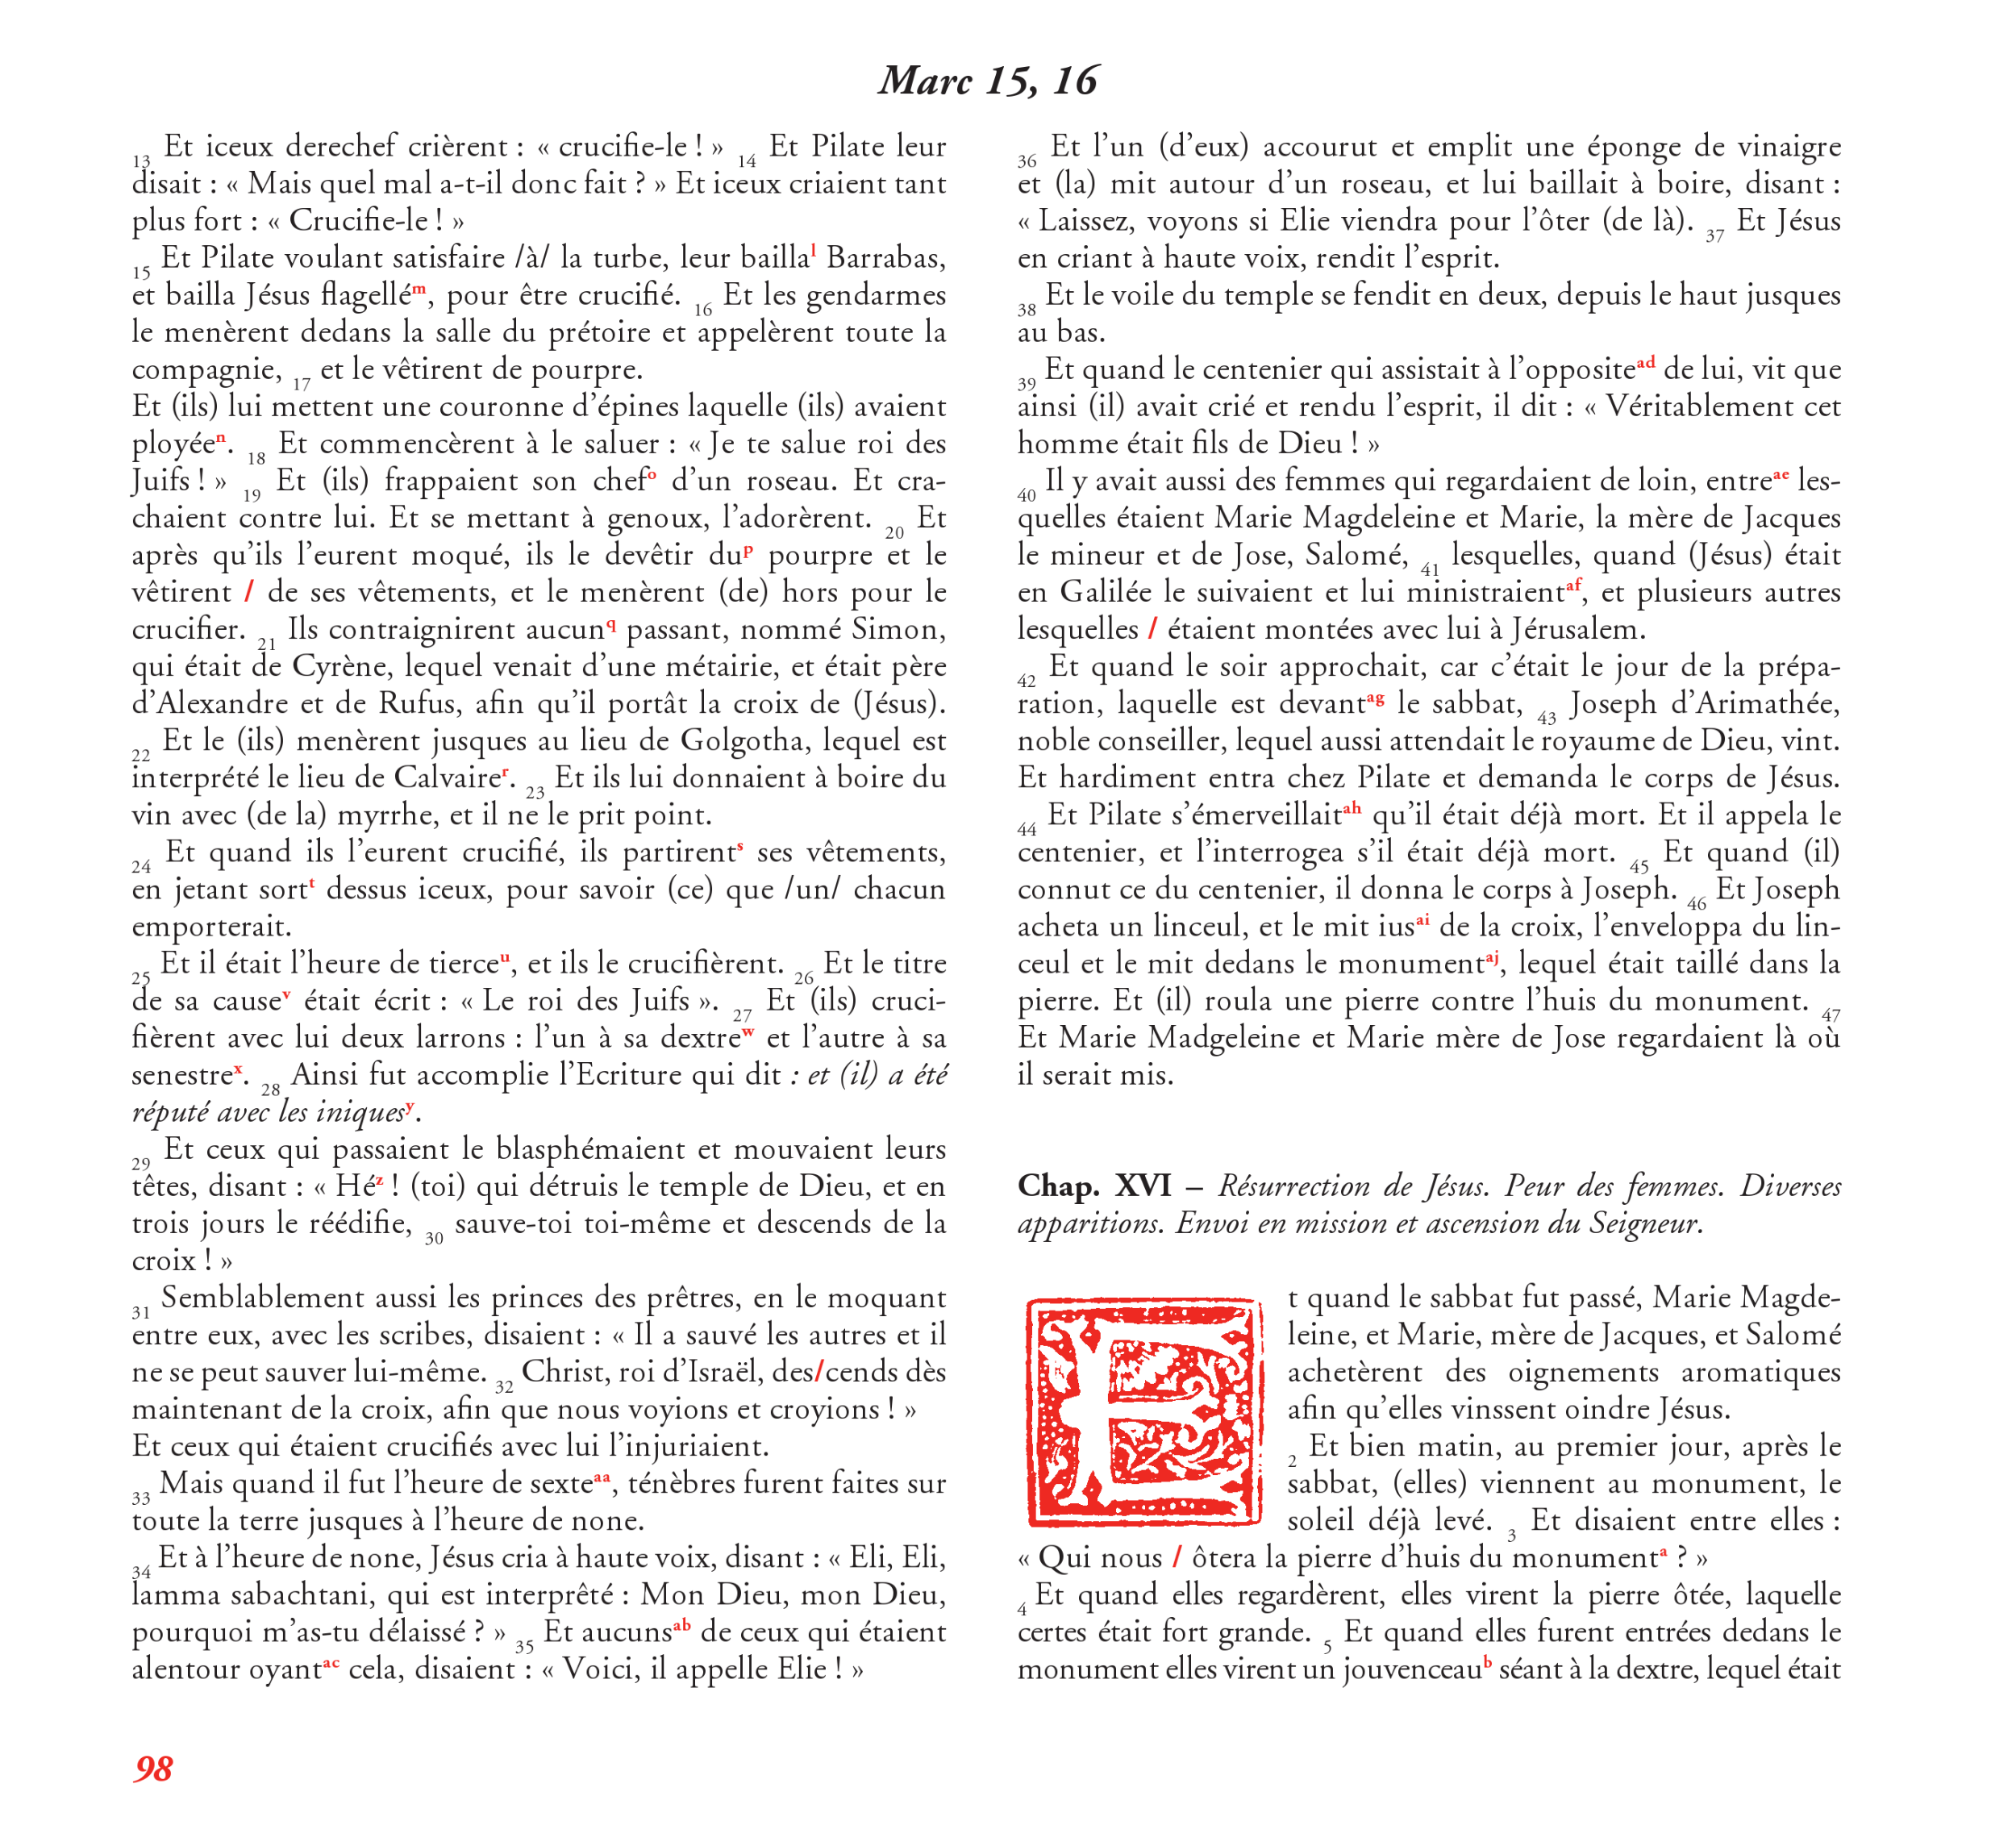 Marc 15, 16
13 Et iceux derechef crièrent : « crucifie-le ! » 14 Et Pilate leur
disait : « Mais quel mal a-t-il donc fait ? » Et iceux criaient tant
plus fort : « Crucifie-le ! »
15 Et Pilate voulant satisfaire /à/ la turbe, leur bailla l Barrabas,
et bailla Jésus flagellé m, pour être crucifié. 16 Et les gendarmes
le menèrent dedans la salle du prétoire et appelèrent toute la
compagnie, 17 et le vêtirent de pourpre.
Et (ils) lui mettent une couronne d’épines laquelle (ils) avaient
ployée n. 18 Et commencèrent à le saluer : « Je te salue roi des
Juifs ! » 19 Et (ils) frappaient son chef o d’un roseau. Et cra-
chaient contre lui. Et se mettant à genoux, l’adorèrent. 20 Et
après qu’ils l’eurent moqué, ils le devêtir du p pourpre et le
vêtirent / de ses vêtements, et le menèrent (de) hors pour le
crucifier. 21 Ils contraignirent aucun q passant, nommé Simon,
qui était de Cyrène, lequel venait d’une métairie, et était père
d’Alexandre et de Rufus, afin qu’il portât la croix de (Jésus).
22 Et le (ils) menèrent jusques au lieu de Golgotha, lequel est
interprété le lieu de Calvaire r. 23 Et ils lui donnaient à boire du
vin avec (de la) myrrhe, et il ne le prit point.
24 Et quand ils l’eurent crucifié, ils partirent s ses vêtements,
en jetant sort t dessus iceux, pour savoir (ce) que /un/ chacun
emporterait.
25 Et il était l’heure de tierce u, et ils le crucifièrent. 26 Et le titre
de sa cause v était écrit : « Le roi des Juifs ». 27 Et (ils) cruci-
fièrent avec lui deux larrons : l’un à sa dextre w et l’autre à sa
senestre x. 28 Ainsi fut accomplie l’Ecriture qui dit : et (il) a été
réputé avec les iniques y.
29 Et ceux qui passaient le blasphémaient et mouvaient leurs
têtes, disant : « Hé z ! (toi) qui détruis le temple de Dieu, et en
trois jours le réédifie, 30 sauve-toi toi-même et descends de la
croix ! »
31 Semblablement aussi les princes des prêtres, en le moquant
entre eux, avec les scribes, disaient : « Il a sauvé les autres et il
ne se peut sauver lui-même. 32 Christ, roi d’Israël, des/cends dès
maintenant de la croix, afin que nous voyions et croyions ! »
Et ceux qui étaient crucifiés avec lui l’injuriaient.
33 Mais quand il fut l’heure de sexte aa, ténèbres furent faites sur
toute la terre jusques à l’heure de none.
34 Et à l’heure de none, Jésus cria à haute voix, disant : « Eli, Eli,
lamma sabachtani, qui est interprêté : Mon Dieu, mon Dieu,
pourquoi m’as-tu délaissé ? » 35 Et aucuns ab de ceux qui étaient
alentour oyant ac cela, disaient : « Voici, il appelle Elie ! »
36 Et l’un (d’eux) accourut et emplit une éponge de vinaigre
et (la) mit autour d’un roseau, et lui baillait à boire, disant :
« Laissez, voyons si Elie viendra pour l’ôter (de là). 37 Et Jésus
en criant à haute voix, rendit l’esprit.
38 Et le voile du temple se fendit en deux, depuis le haut jusques
au bas.
39 Et quand le centenier qui assistait à l’opposite ad de lui, vit que
ainsi (il) avait crié et rendu l’esprit, il dit : « Véritablement cet
homme était fils de Dieu ! »
40 Il y avait aussi des femmes qui regardaient de loin, entre ae les-
quelles étaient Marie Magdeleine et Marie, la mère de Jacques
le mineur et de Jose, Salomé, 41 lesquelles, quand (Jésus) était
en Galilée le suivaient et lui ministraient af, et plusieurs autres
lesquelles / étaient montées avec lui à Jérusalem.
42 Et quand le soir approchait, car c’était le jour de la prépa-
ration, laquelle est devant ag le sabbat, 43 Joseph d’Arimathée,
noble conseiller, lequel aussi attendait le royaume de Dieu, vint.
Et hardiment entra chez Pilate et demanda le corps de Jésus.
44 Et Pilate s’émerveillait ah qu’il était déjà mort. Et il appela le
centenier, et l’interrogea s’il était déjà mort. 45 Et quand (il)
connut ce du centenier, il donna le corps à Joseph. 46 Et Joseph
acheta un linceul, et le mit ius ai de la croix, l’enveloppa du lin-
ceul et le mit dedans le monument aj, lequel était taillé dans la
pierre. Et (il) roula une pierre contre l’huis du monument. 47
Et Marie Madgeleine et Marie mère de Jose regardaient là où
il serait mis.
Chap. XVI – Résurrection de Jésus. Peur des femmes. Diverses
apparitions. Envoi en mission et ascension du Seigneur.
Et quand le sabbat fut passé, Marie Magde-
leine, et Marie, mère de Jacques, et Salomé
achetèrent des oignements aromatiques
afin qu’elles vinssent oindre Jésus.
2 Et bien matin, au premier jour, après le
sabbat, (elles) viennent au monument, le
soleil déjà levé. 3 Et disaient entre elles :
« Qui nous / ôtera la pierre d’huis du monument a ? »
4 Et quand elles regardèrent, elles virent la pierre ôtée, laquelle
certes était fort grande. 5 Et quand elles furent entrées dedans le
monument elles virent un jouvenceau b séant à la dextre, lequel était
98